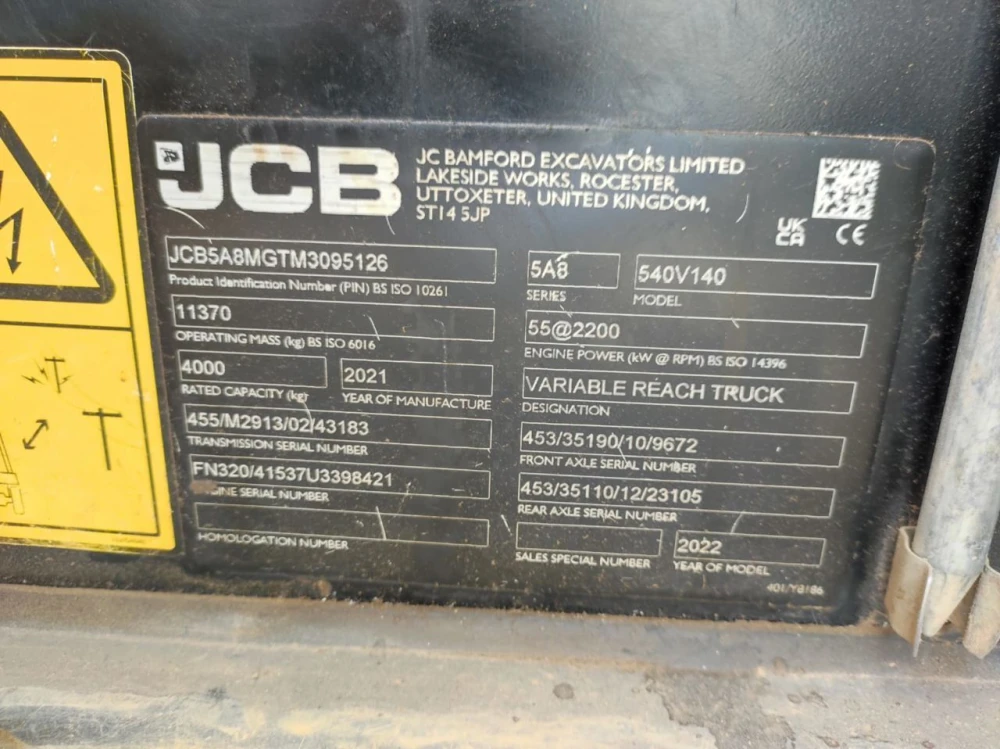 JCB
JC BAMFORD EXCAVATORS LIMITED
LAKESIDE WORKS, ROCESTER,
UTTOXETER, UNITED KINGDOM,
ST14 5JP
UK
CA
CE
JCB5A8MGTM3095126
Product Identification Number (PIN) BS ISO 10261
5A8
SERIES
540V140
MODEL
11370
OPERATING MASS (kg) BS ISO 6016
55@2200
ENGINE POWER (kW @ RPM) BS ISO 14396
4000
RATED CAPACITY (kg)
2021
YEAR OF MANUFACTURE
VARIABLE REACH TRUCK
DESIGNATION
455/M2913/02/43183
TRANSMISSION SERIAL NUMBER
453/35190/10/9672
FRONT AXLE SERIAL NUMBER
FN320/41537U3398421
ENGINE SERIAL NUMBER
453/35110/12/23105
REAR AXLE SERIAL NUMBER
HOMOLOGATION NUMBER
SALES SPECIAL NUMBER
2022
YEAR OF MODEL